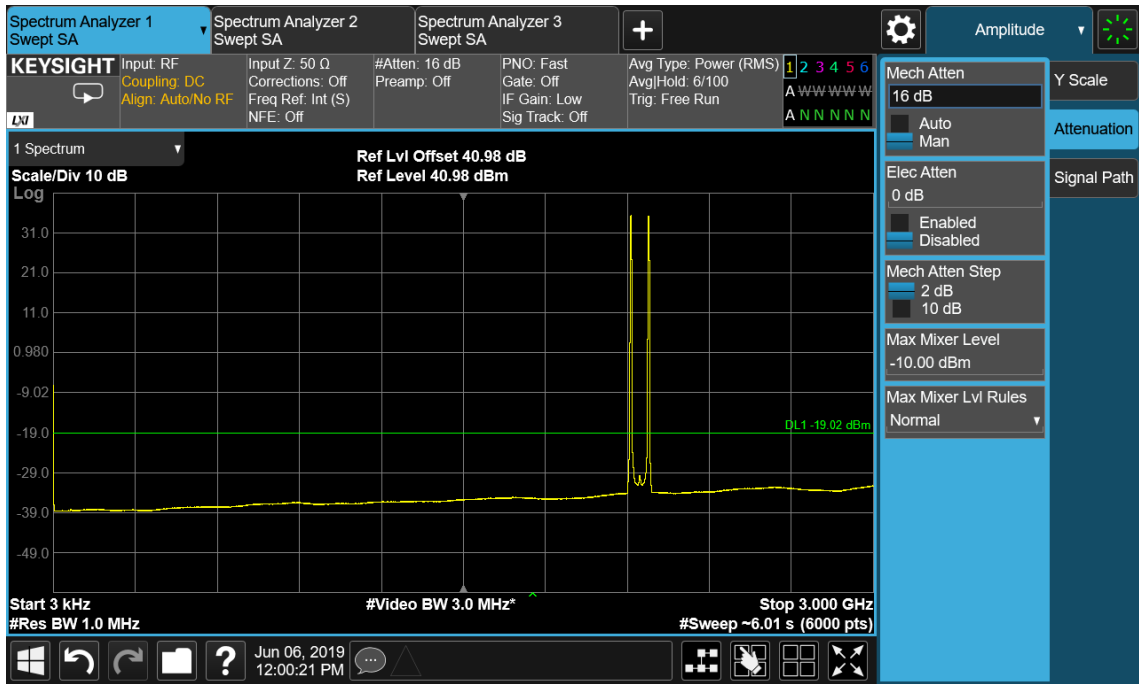 Spectrum Analyzer 1
Swept SA
Spectrum Analyzer 2
Swept SA
Spectrum Analyzer 3
Swept SA
Amplitude
KEYSIGHT
LXI
Input: RF
Coupling: DC
Align: Auto/No RF
Input Z: 50 Ω
Corrections: Off
Freq Ref: Int (S)
NFE: Off
#Atten: 16 dB
Preamp: Off
PNO: Fast
Gate: Off
IF Gain: Low
Sig Track: Off
Avg Type: Power (RMS)
Avg|Hold: 6/100
Trig: Free Run
1 2 3 4 5 6
A W W W W W
A N N N N N
1 Spectrum
Scale/Div 10 dB
Log
Ref Lvl Offset 40.98 dB
Ref Level 40.98 dBm
31.0
21.0
11.0
0.980
-9.02
-19.0
-29.0
-39.0
-49.0
DL1 -19.02 dBm
Start 3 kHz
#Res BW 1.0 MHz
#Video BW 3.0 MHz*
Stop 3.000 GHz
#Sweep ~6.01 s (6000 pts)
Jun 06, 2019
12:00:21 PM
Mech Atten
16 dB
Auto
Man
Elec Atten
0 dB
Enabled
Disabled
Mech Atten Step
2 dB
10 dB
Max Mixer Level
-10.00 dBm
Max Mixer Lvl Rules
Normal
Y Scale
Attenuation
Signal Path